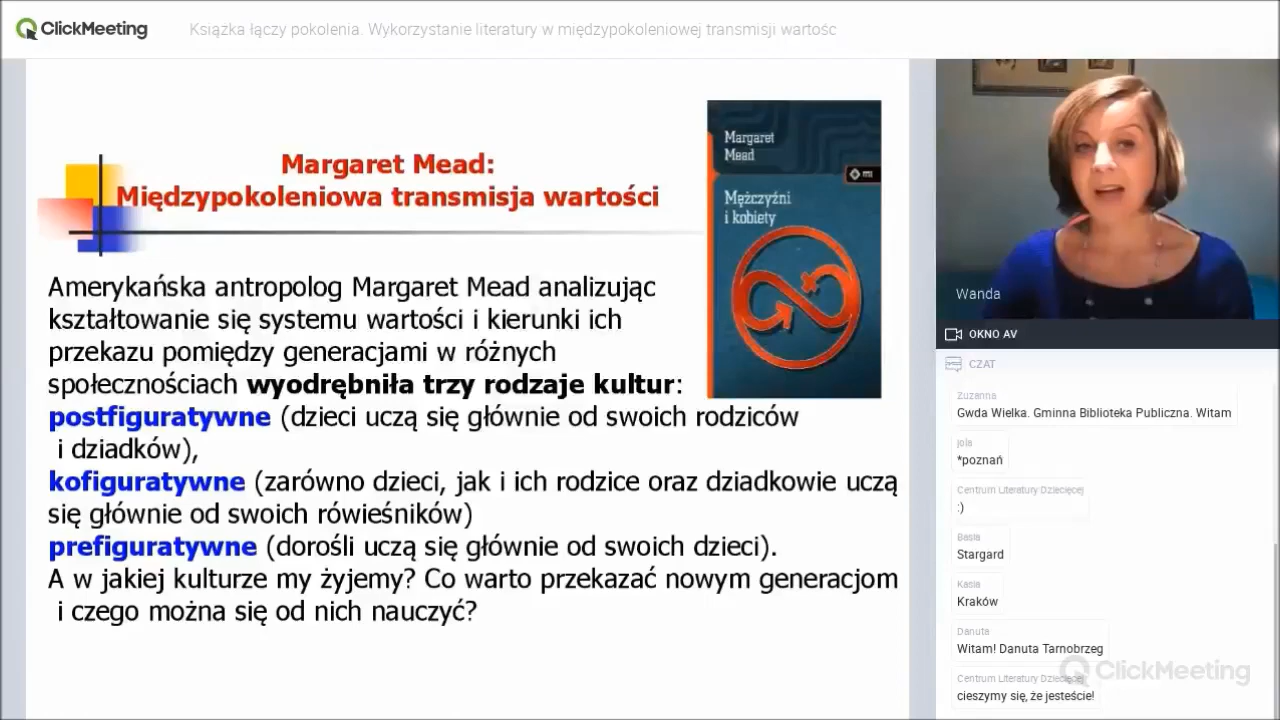 ClickMeeting
Książka łączy pokolenia. Wykorzystanie literatury w międzypokoleniowej transmisji wartośc
Margaret Mead:
Międzypokoleniowa transmisja wartości
Margaret
Mead
mi
Mężczyźni
i kobiety
Amerykańska antropolog Margaret Mead analizując
kształtowanie się systemu wartości i kierunki ich
przekazu pomiędzy generacjami w różnych
społecznościach wyodrębniła trzy rodzaje kultur:
postfiguratywne (dzieci uczą się głównie od swoich rodziców
i dziadków),
kofiguratywne (zarówno dzieci, jak i ich rodzice oraz dziadkowie uczą
się głównie od swoich rówieśników)
prefiguratywne (dorośli uczą się głównie od swoich dzieci).
A w jakiej kulturze my żyjemy? Co warto przekazać nowym generacjom
i czego można się od nich nauczyć?
Wanda
OKNO AV
CZAT
Zuzanna
Gwda Wielka. Gminna Biblioteka Publiczna. Witam
jola
*poznań
Centrum Literatury Dziecięcej
:)
Basia
Stargard
Kasia
Kraków
Danuta
Witam! Danuta Tarnobrzeg
Centrum Literatury Dziecięcej
cieszymy się, że jesteście!
ClickMeeting